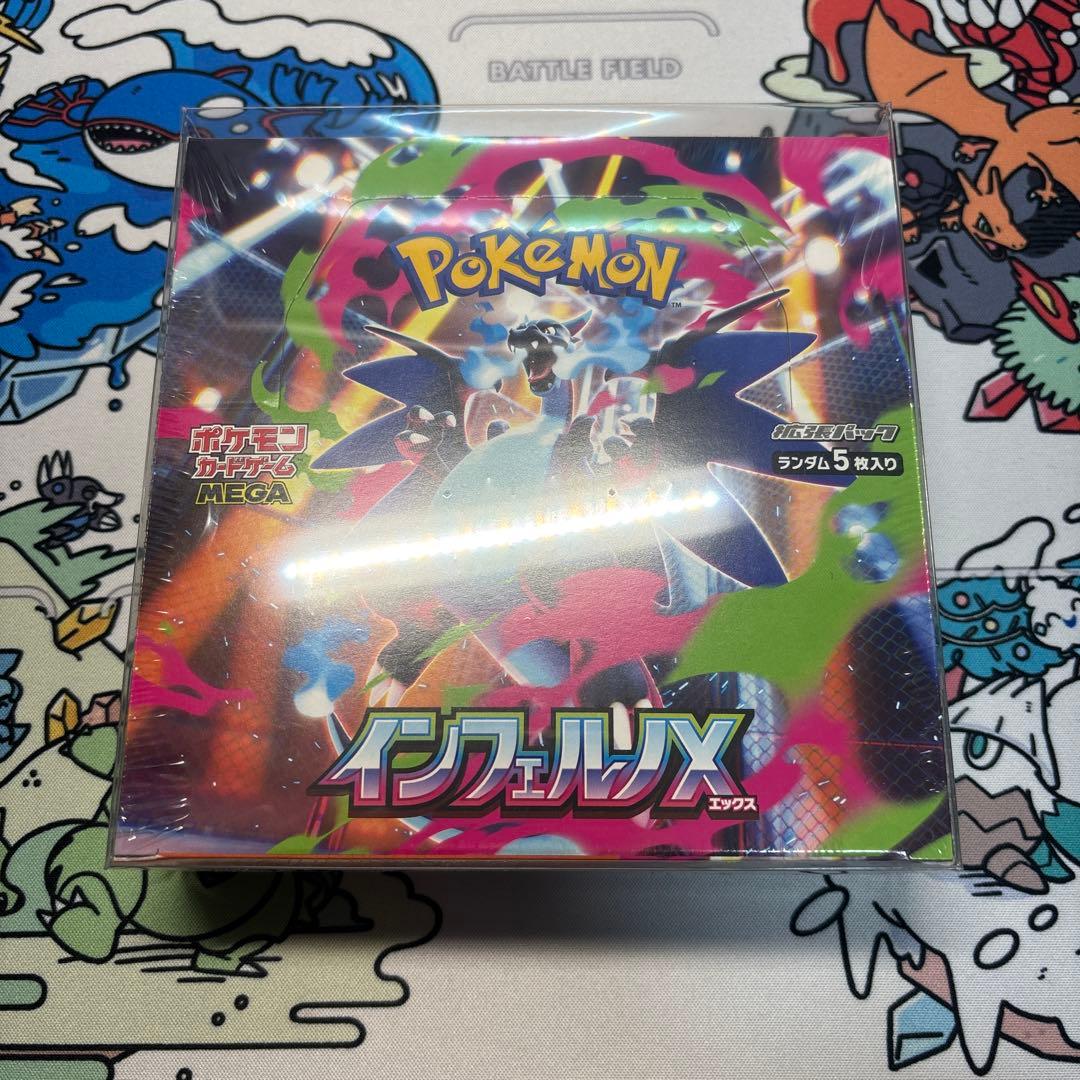 BATTLE FIELD
POKéMON
TM
ポケモン
カードゲーム
MEGA
拡張パック
ランダム5枚入り
インフェルノX
エックス